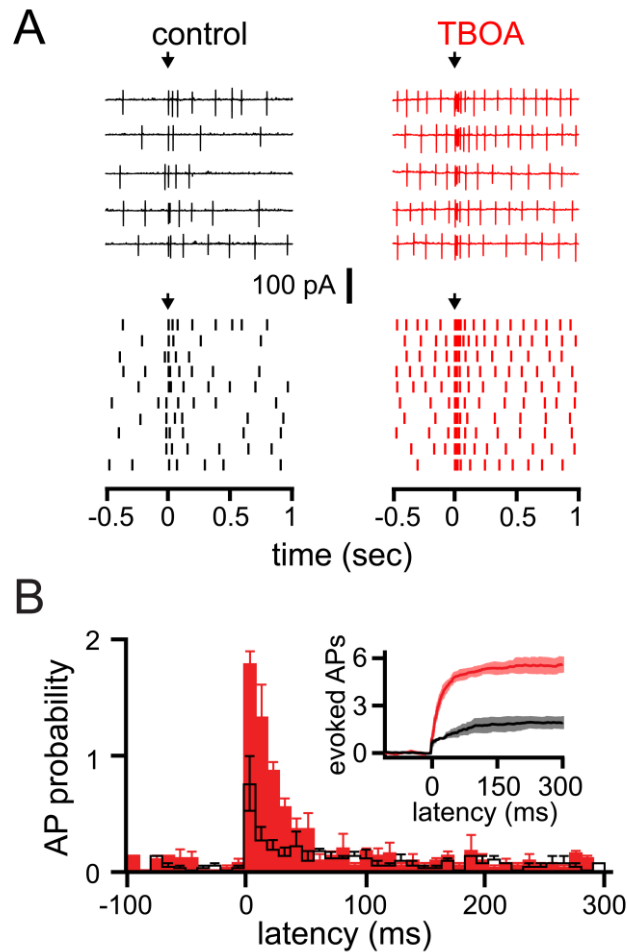 A
control TBOA
100 pA
-0.5 0 0.5 1 -0.5 0 0.5 1
time (sec)
B
AP probability
2
1
0
-100 0 100 200 300
latency (ms)
evoked APs
6
3
0
0 150 300
latency (ms)